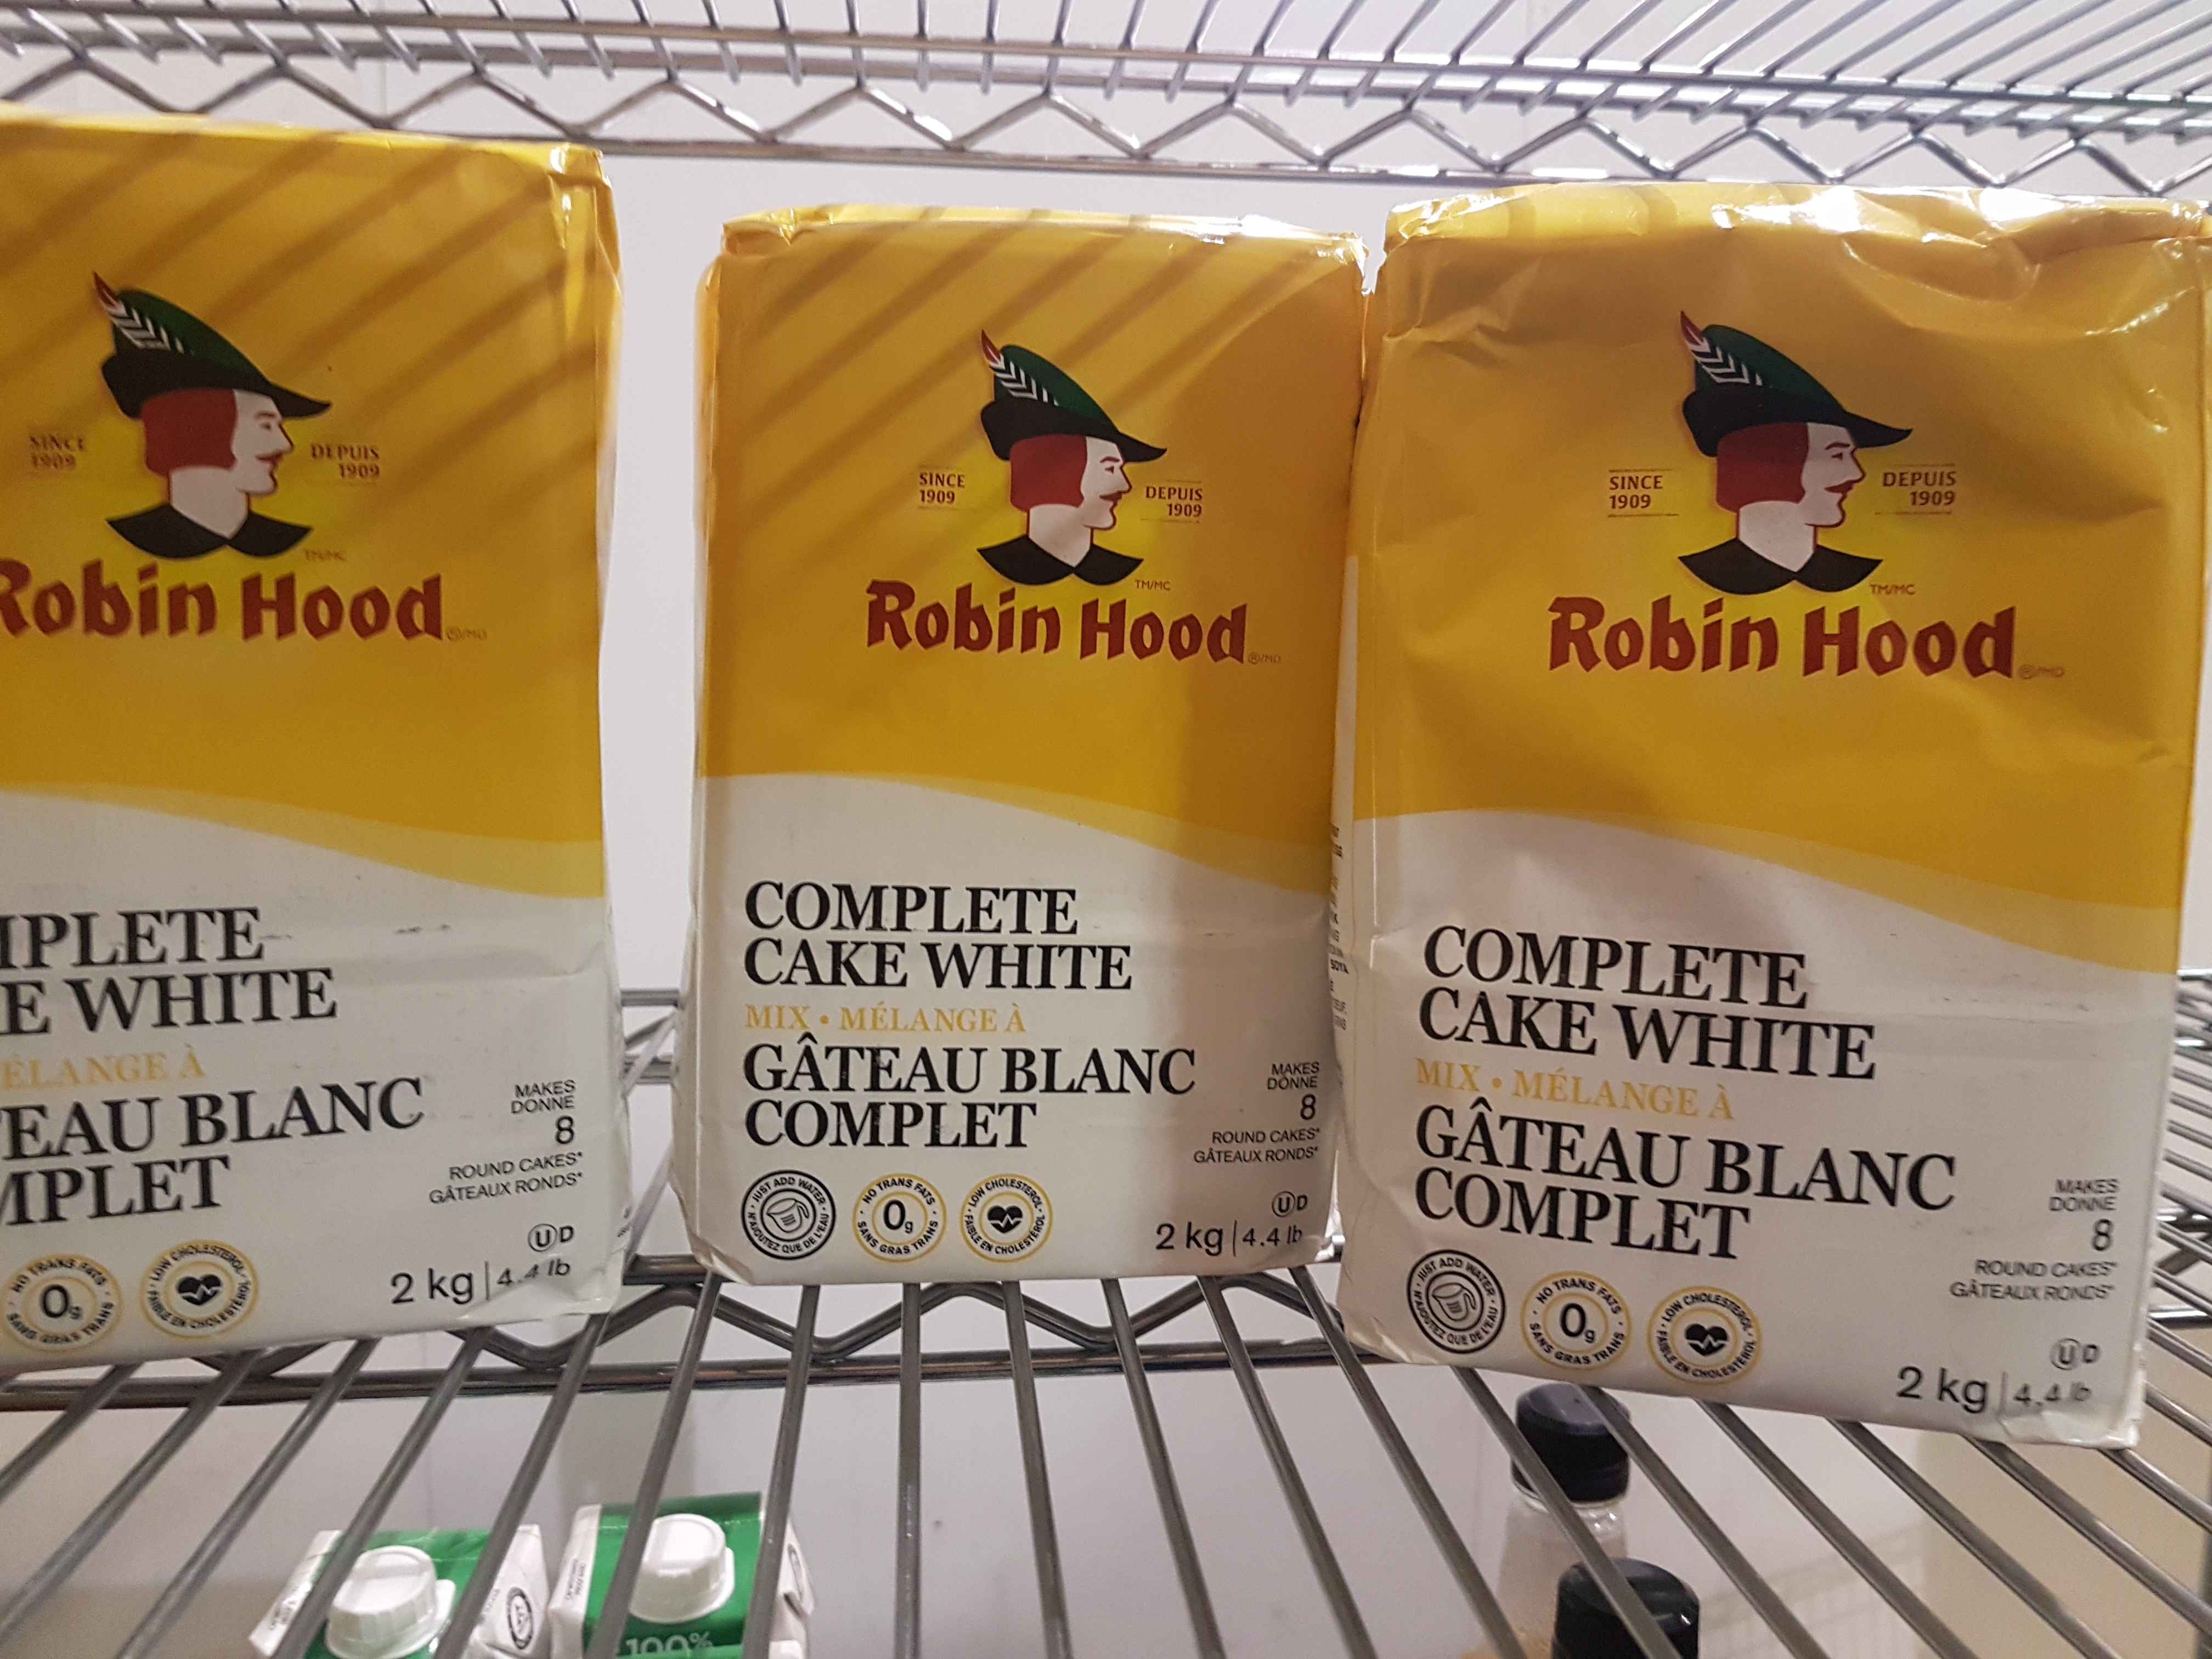 SINCE
1909
DEPUIS
1909
TM/MC
Robin Hood
®/MD
MPLETE
E WHITE
ÉLANGE À
EAU BLANC
MPLET
MAKES
DONNE
8
ROUND CAKES*
GÂTEAUX RONDS*
NO TRANS FATS
0g
SANS GRAS TRANS
LOW CHOLESTEROL
FAIBLE EN CHOLESTÉROL
UD
2 kg | 4.4 lb
SINCE
1909
DEPUIS
1909
TM/MC
Robin Hood
®/MD
COMPLETE
CAKE WHITE
MIX • MÉLANGE À
GÂTEAU BLANC
COMPLET
MAKES
DONNE
8
ROUND CAKES*
GÂTEAUX RONDS*
JUST ADD WATER
N'AJOUTEZ QUE DE L'EAU
NO TRANS FATS
0g
SANS GRAS TRANS
LOW CHOLESTEROL
FAIBLE EN CHOLESTÉROL
UD
2 kg | 4.4 lb
SOYA
SINCE
1909
DEPUIS
1909
TM/MC
Robin Hood
®/MD
COMPLETE
CAKE WHITE
MIX • MÉLANGE À
GÂTEAU BLANC
COMPLET
MAKES
DONNE
8
ROUND CAKES*
GÂTEAUX RONDS*
JUST ADD WATER
N'AJOUTEZ QUE DE L'EAU
NO TRANS FATS
0g
SANS GRAS TRANS
LOW CHOLESTEROL
FAIBLE EN CHOLESTÉROL
UD
2 kg | 4.4 lb
100%